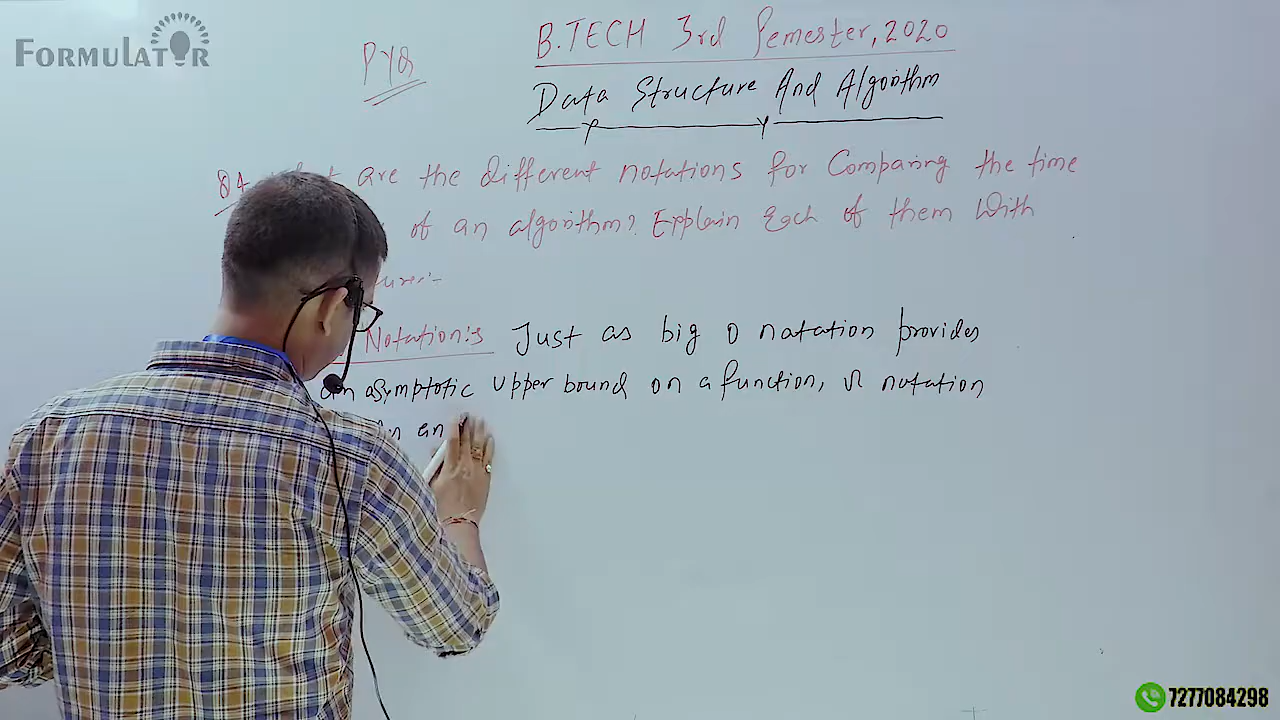 FORMULATOR
PYQ
B.TECH 3rd Semester, 2020
Data Structure And Algorithm
are the different notations for Comparing the time
of an algorithm? Explain Each of them With
Notation:s Just as big O natation provides
an asymptotic upper bound on a function, Ω notation
an
7277084298